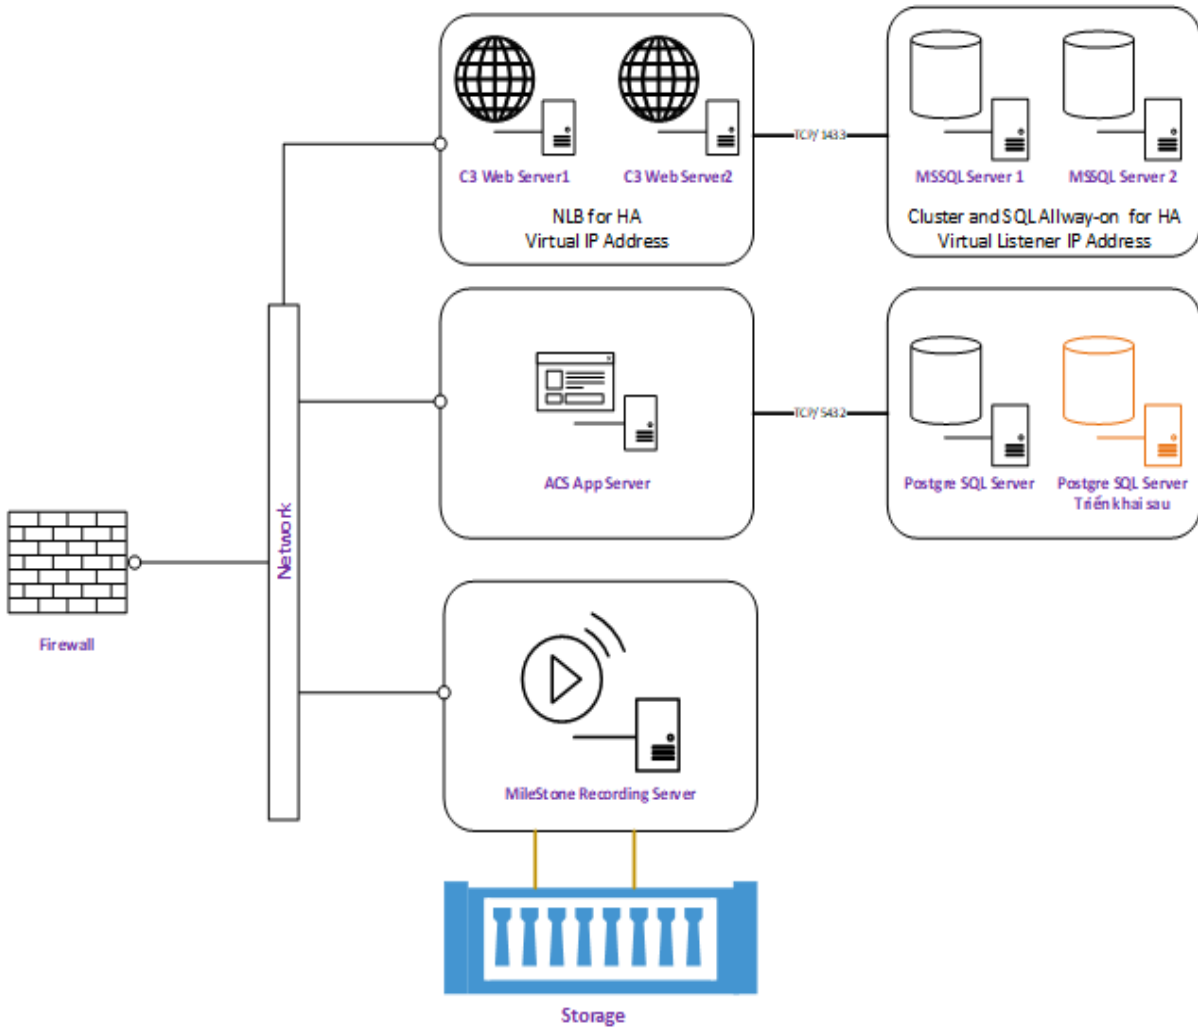 C3 Web Server1
C3 Web Server2
NLB for HA
Virtual IP Address
TCP/ 1433
MSSQL Server 1
MSSQL Server 2
Cluster and SQL Allway-on for HA
Virtual Listener IP Address
ACS App Server
TCP/ 5432
Postgre SQL Server
Postgre SQL Server
Triển khai sau
Network
Firewall
MileStone Recording Server
Storage